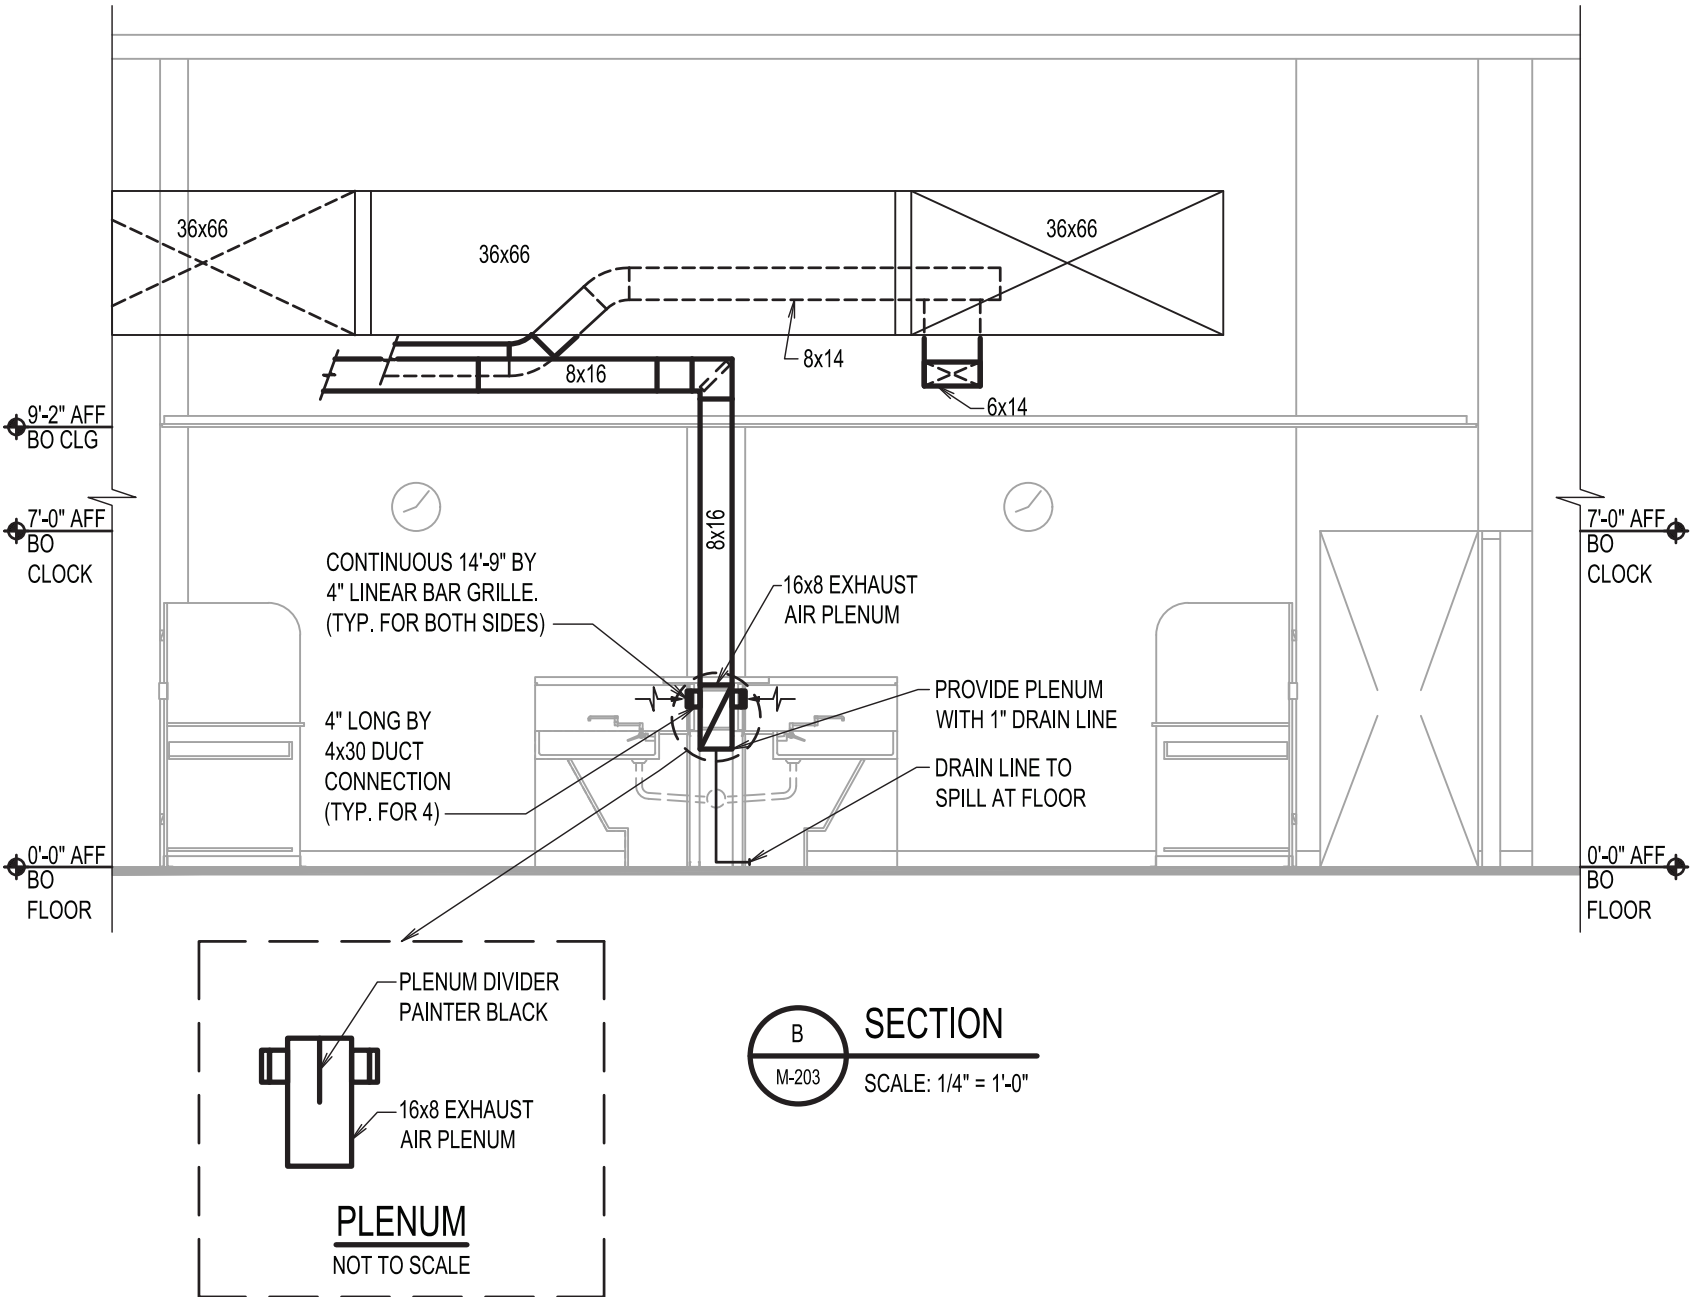 36x66
36x66
36x66
8x14
8x16
6x14
9'-2" AFF
BO CLG
7'-0" AFF
BO
CLOCK
7'-0" AFF
BO
CLOCK
8x16
CONTINUOUS 14'-9" BY
4" LINEAR BAR GRILLE.
(TYP. FOR BOTH SIDES)
16x8 EXHAUST
AIR PLENUM
4" LONG BY
4x30 DUCT
CONNECTION
(TYP. FOR 4)
PROVIDE PLENUM
WITH 1" DRAIN LINE
DRAIN LINE TO
SPILL AT FLOOR
0'-0" AFF
BO
FLOOR
0'-0" AFF
BO
FLOOR
PLENUM DIVIDER
PAINTER BLACK
16x8 EXHAUST
AIR PLENUM
PLENUM
NOT TO SCALE
B
M-203
SECTION
SCALE: 1/4" = 1'-0"